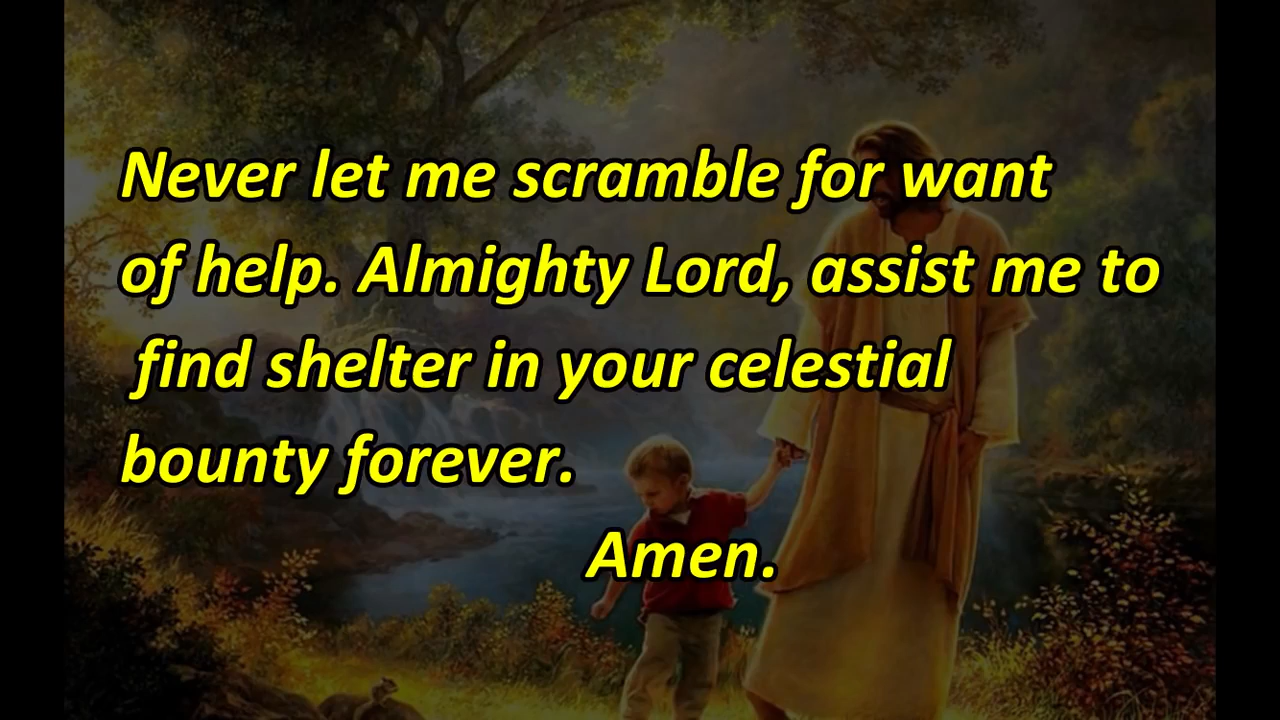 Never let me scramble for want
of help. Almighty Lord, assist me to
find shelter in your celestial
bounty forever.
Amen.